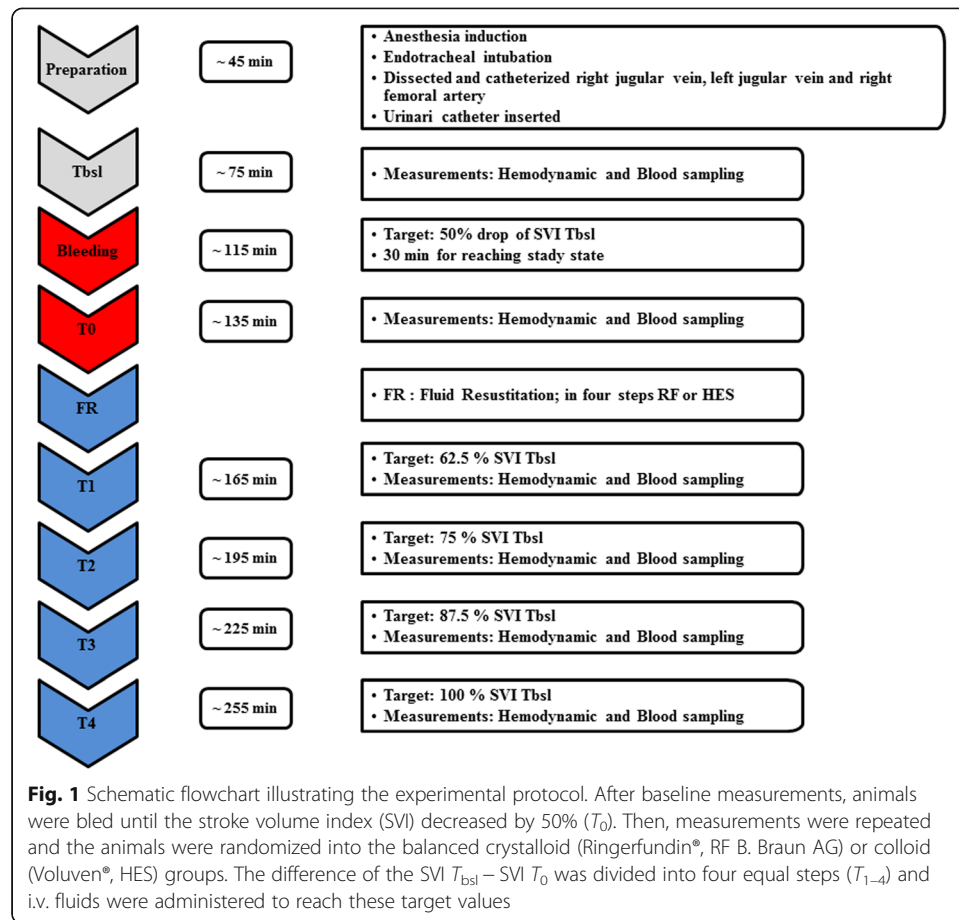 Preparation
~ 45 min
• Anesthesia induction
• Endotracheal intubation
• Dissected and catheterized right jugular vein, left jugular vein and right
femoral artery
• Urinari catheter inserted
Tbsl
~ 75 min
• Measurements: Hemodynamic and Blood sampling
Bleeding
~ 115 min
• Target: 50% drop of SVI Tbsl
• 30 min for reaching stady state
T0
~ 135 min
• Measurements: Hemodynamic and Blood sampling
FR
• FR : Fluid Resustitation; in four steps RF or HES
T1
~ 165 min
• Target: 62.5 % SVI Tbsl
• Measurements: Hemodynamic and Blood sampling
T2
~ 195 min
• Target: 75 % SVI Tbsl
• Measurements: Hemodynamic and Blood sampling
T3
~ 225 min
• Target: 87.5 % SVI Tbsl
• Measurements: Hemodynamic and Blood sampling
T4
~ 255 min
• Target: 100 % SVI Tbsl
• Measurements: Hemodynamic and Blood sampling
Fig. 1 Schematic flowchart illustrating the experimental protocol. After baseline measurements, animals
were bled until the stroke volume index (SVI) decreased by 50% (T0). Then, measurements were repeated
and the animals were randomized into the balanced crystalloid (Ringerfundin®, RF B. Braun AG) or colloid
(Voluven®, HES) groups. The difference of the SVI Tbsl – SVI T0 was divided into four equal steps (T1–4) and
i.v. fluids were administered to reach these target values